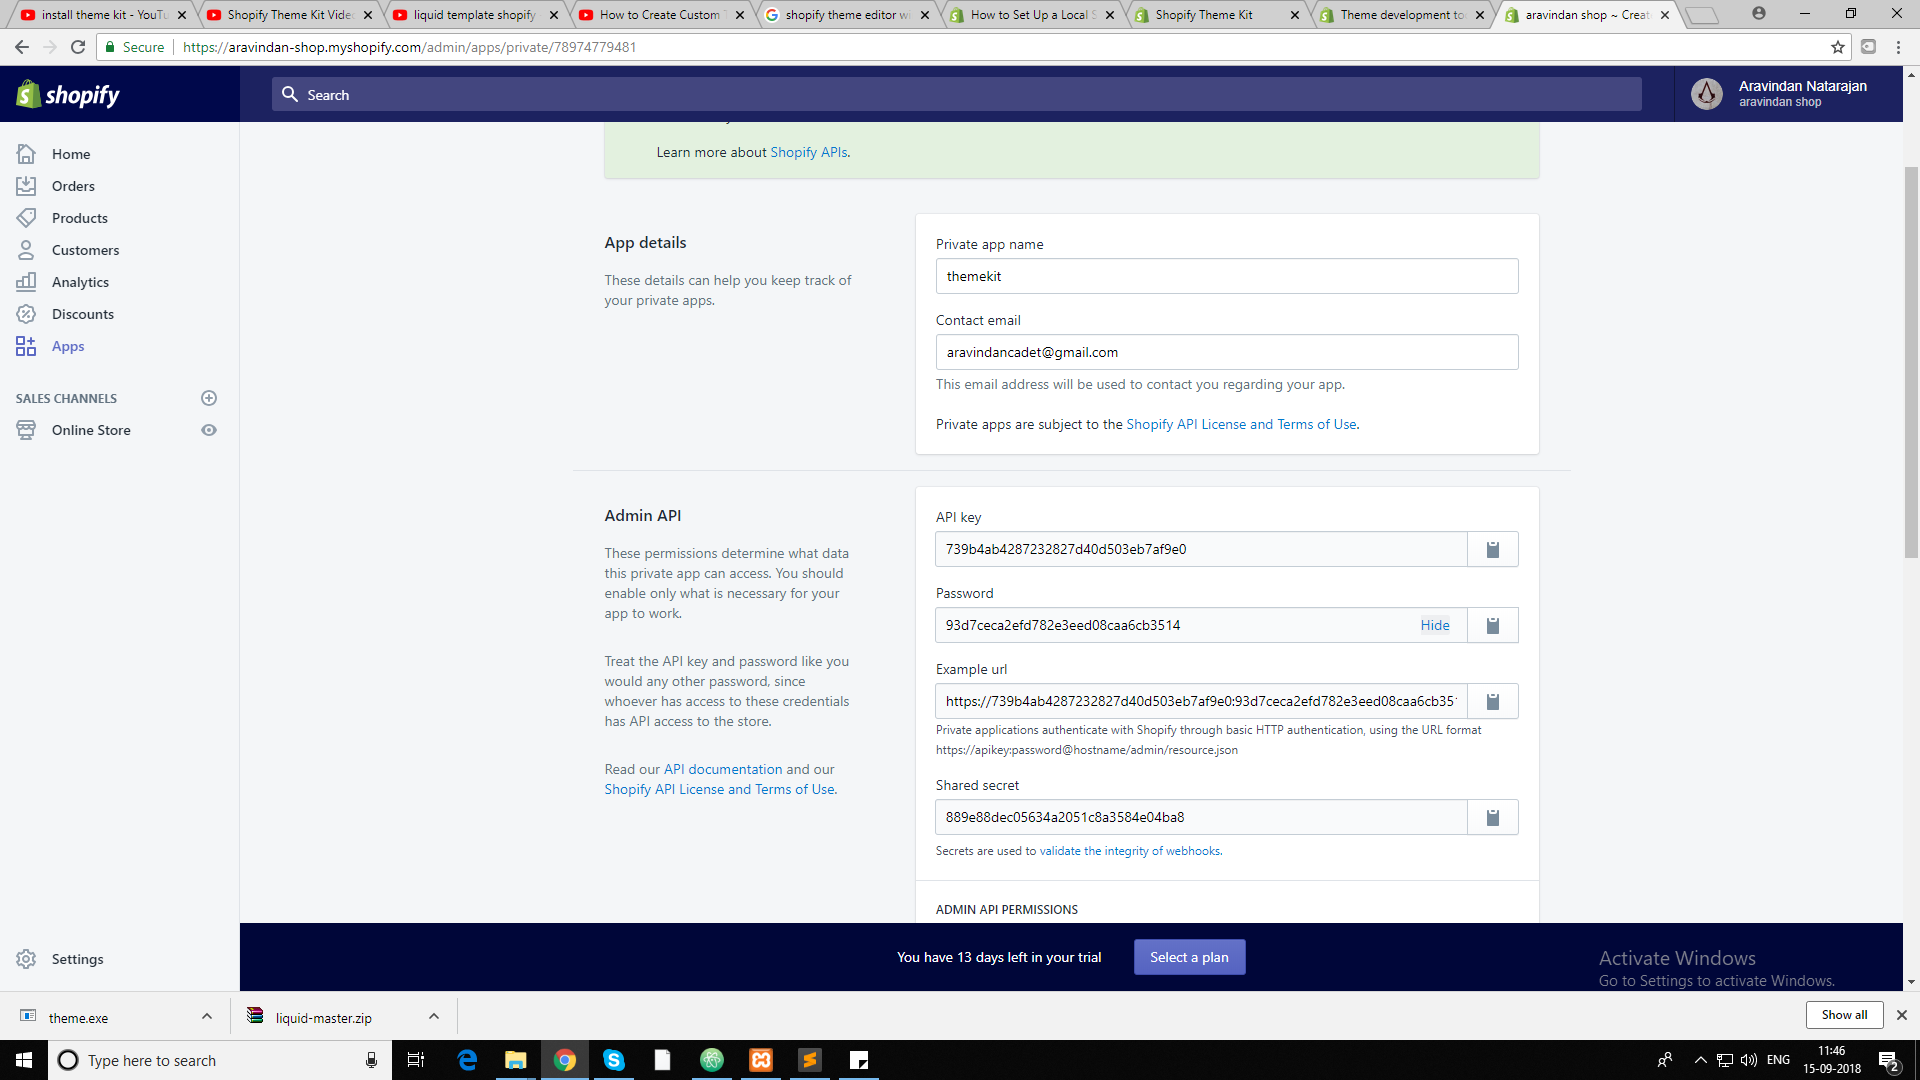 install theme kit - YouTu
Shopify Theme Kit Vide
liquid template shopify
How to Create Custom
shopify theme editor w
How to Set Up a Local S
Shopify Theme Kit
Theme development to
aravindan shop ~ Creat
Secure
https://aravindan-shop.myshopify.com/admin/apps/private/78974779481
shopify
Search
Aravindan Natarajan
aravindan shop
Home
Orders
Products
Customers
Analytics
Discounts
Apps
SALES CHANNELS
Online Store
Settings
Learn more about Shopify APIs.
App details
These details can help you keep track of
your private apps.
Private app name
themekit
Contact email
aravindancadet@gmail.com
This email address will be used to contact you regarding your app.
Private apps are subject to the Shopify API License and Terms of Use.
Admin API
These permissions determine what data
this private app can access. You should
enable only what is necessary for your
app to work.
Treat the API key and password like you
would any other password, since
whoever has access to these credentials
has API access to the store.
Read our API documentation and our
Shopify API License and Terms of Use.
API key
739b4ab4287232827d40d503eb7af9e0
Password
93d7ceca2efd782e3eed08caa6cb3514
Hide
Example url
https://739b4ab4287232827d40d503eb7af9e0:93d7ceca2efd782e3eed08caa6cb351
Private applications authenticate with Shopify through basic HTTP authentication, using the URL format
https://apikey:password@hostname/admin/resource.json
Shared secret
889e88dec05634a2051c8a3584e04ba8
Secrets are used to validate the integrity of webhooks.
ADMIN API PERMISSIONS
You have 13 days left in your trial
Select a plan
Activate Windows
Go to Settings to activate Windows.
theme.exe
liquid-master.zip
Show all
Type here to search
ENG
11:46
15-09-2018
2